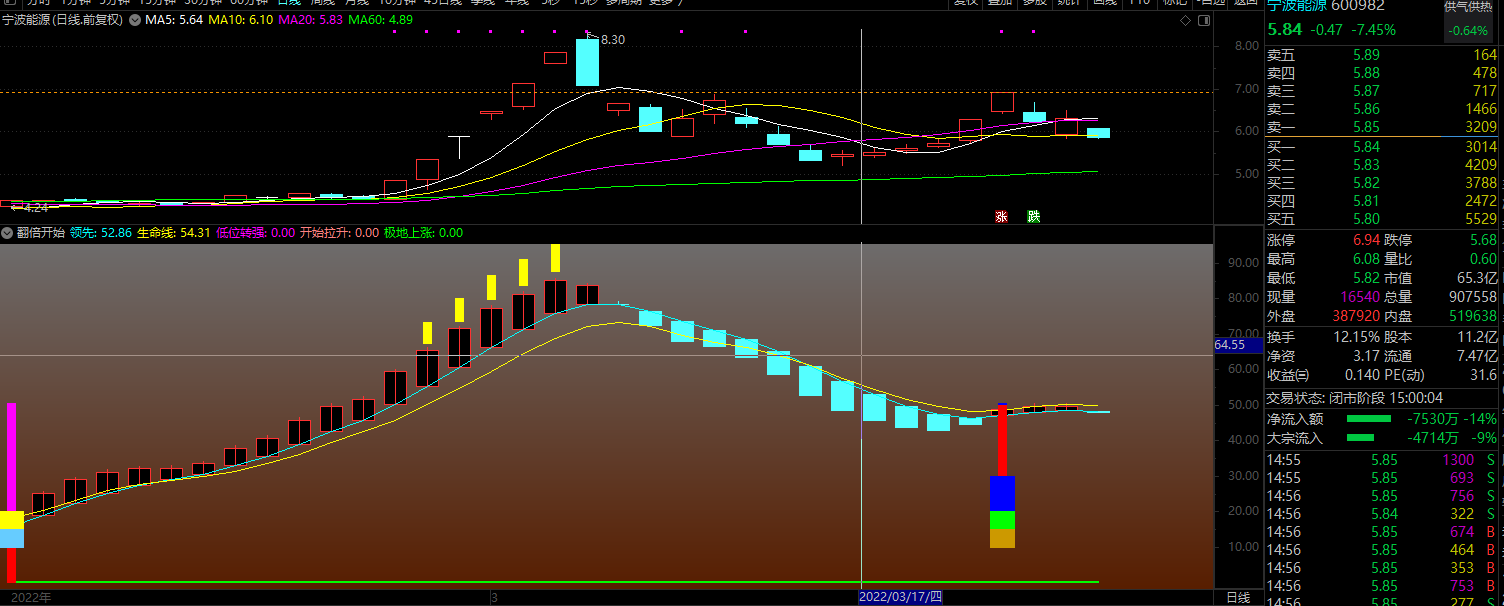 宁波能源 600982
供气供热
5.84 -0.47 -7.45%
-0.64%
宁波能源(日线.前复权) MA5: 5.64 MA10: 6.10 MA20: 5.83 MA60: 4.89
8.30
4.24
8.00
7.00
6.00
5.00
涨
跌
翻倍开始 领先: 52.86 生命线: 54.31 低位转强: 0.00 开始拉升: 0.00 极地上涨: 0.00
90.00
80.00
70.00
64.55
60.00
50.00
40.00
30.00
20.00
10.00
2022年
3
2022/03/17/四
日线
卖五 5.89 164
卖四 5.88 478
卖三 5.87 717
卖二 5.86 1466
卖一 5.85 3209
买一 5.84 3014
买二 5.83 4209
买三 5.82 3788
买四 5.81 2472
买五 5.80 5529
涨停 6.94 跌停 5.68
最高 6.08 量比 0.60
最低 5.82 市值 65.3亿
现量 16540 总量 907558
外盘 387920 内盘 519638
换手 12.15% 股本 11.2亿
净资 3.17 流通 7.47亿
收益㈢ 0.140 PE(动) 31.6
交易状态: 闭市阶段 15:00:04
净流入额 -7530万 -14%
大宗流入 -4714万 -9%
14:55 5.85 1300 S
14:55 5.85 693 S
14:56 5.85 756 S
14:56 5.84 322 S
14:56 5.85 674 B
14:56 5.85 464 B
14:56 5.85 353 B
14:56 5.85 753 B
14:56 5.85 277 S